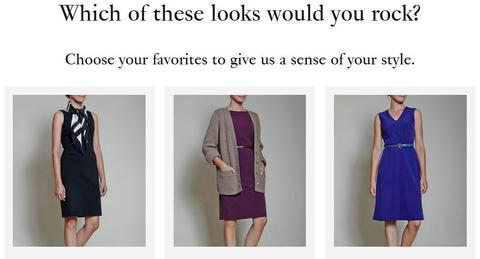 Which of these looks would you rock?
Choose your favorites to give us a sense of your style.